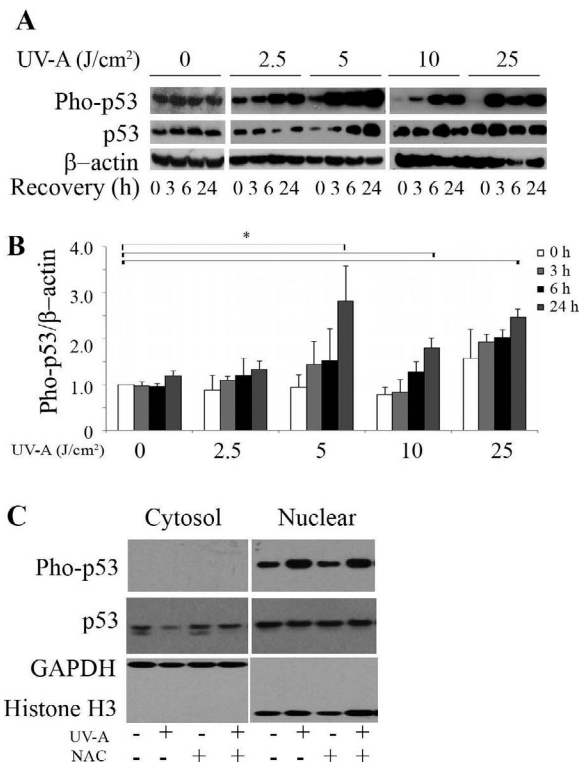 A
UV-A (J/cm²) 0 2.5 5 10 25
Pho-p53
p53
β-actin
Recovery (h) 0 3 6 24 0 3 6 24 0 3 6 24 0 3 6 24 0 3 6 24
B
Pho-p53/β-actin
4.0
3.0
2.0
1.0
0
*
0 h
3 h
6 h
24 h
UV-A (J/cm²) 0 2.5 5 10 25
C
Cytosol Nuclear
Pho-p53
p53
GAPDH
Histone H3
UV-A - + - + - + - +
NAC - - + + - - + +